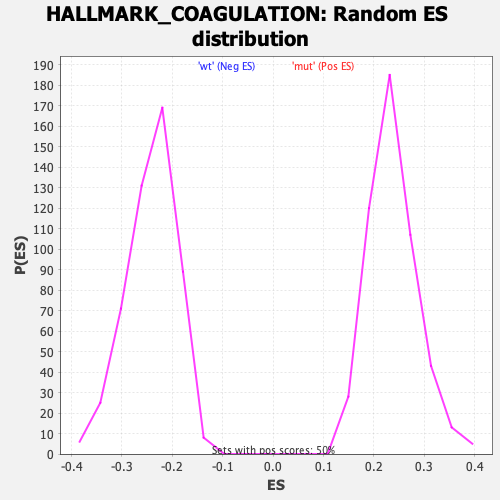 HALLMARK_COAGULATION: Random ES
distribution
'wt' (Neg ES) 'mut' (Pos ES)
190
180
170
160
150
140
130
120
110
100
90
80
70
60
50
40
30
20
10
0
P(ES)
Sets with pos scores: 50%
-0.4 -0.3 -0.2 -0.1 0.0 0.1 0.2 0.3 0.4
ES